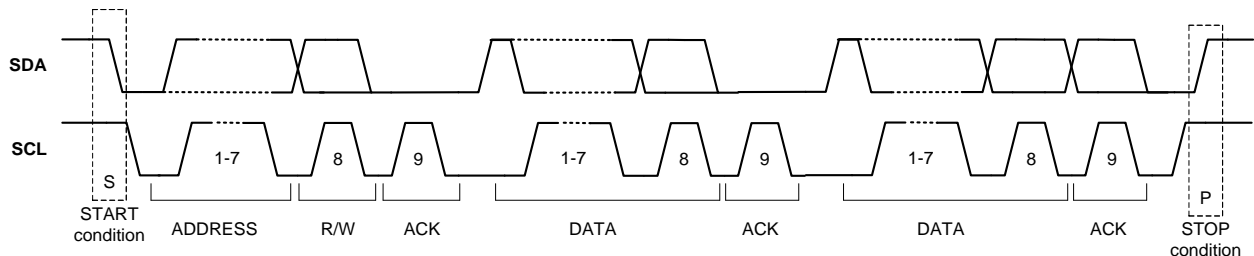 SDA
SCL
1-7
8
9
1-7
8
9
1-7
8
9
S
P
START
condition
ADDRESS
R/W
ACK
DATA
ACK
DATA
ACK
STOP
condition